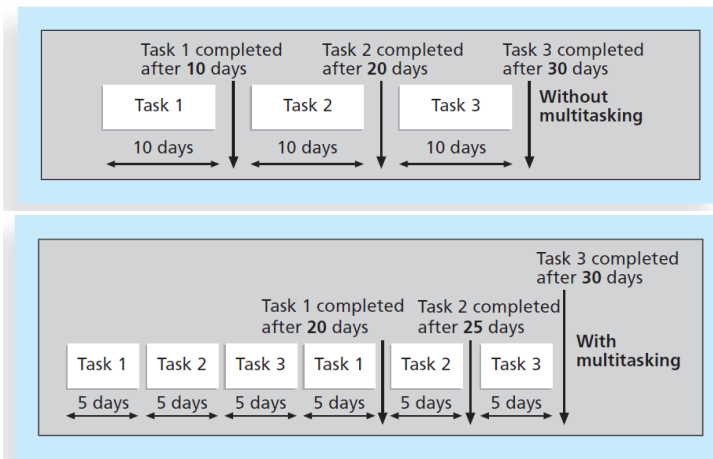 Task 1 completed
after 10 days
Task 2 completed
after 20 days
Task 3 completed
after 30 days
Without
multitasking
Task 1
Task 2
Task 3
10 days
10 days
10 days
Task 3 completed
after 30 days
Task 1 completed
after 20 days
Task 2 completed
after 25 days
With
multitasking
Task 1
Task 2
Task 3
Task 1
Task 2
Task 3
5 days
5 days
5 days
5 days
5 days
5 days